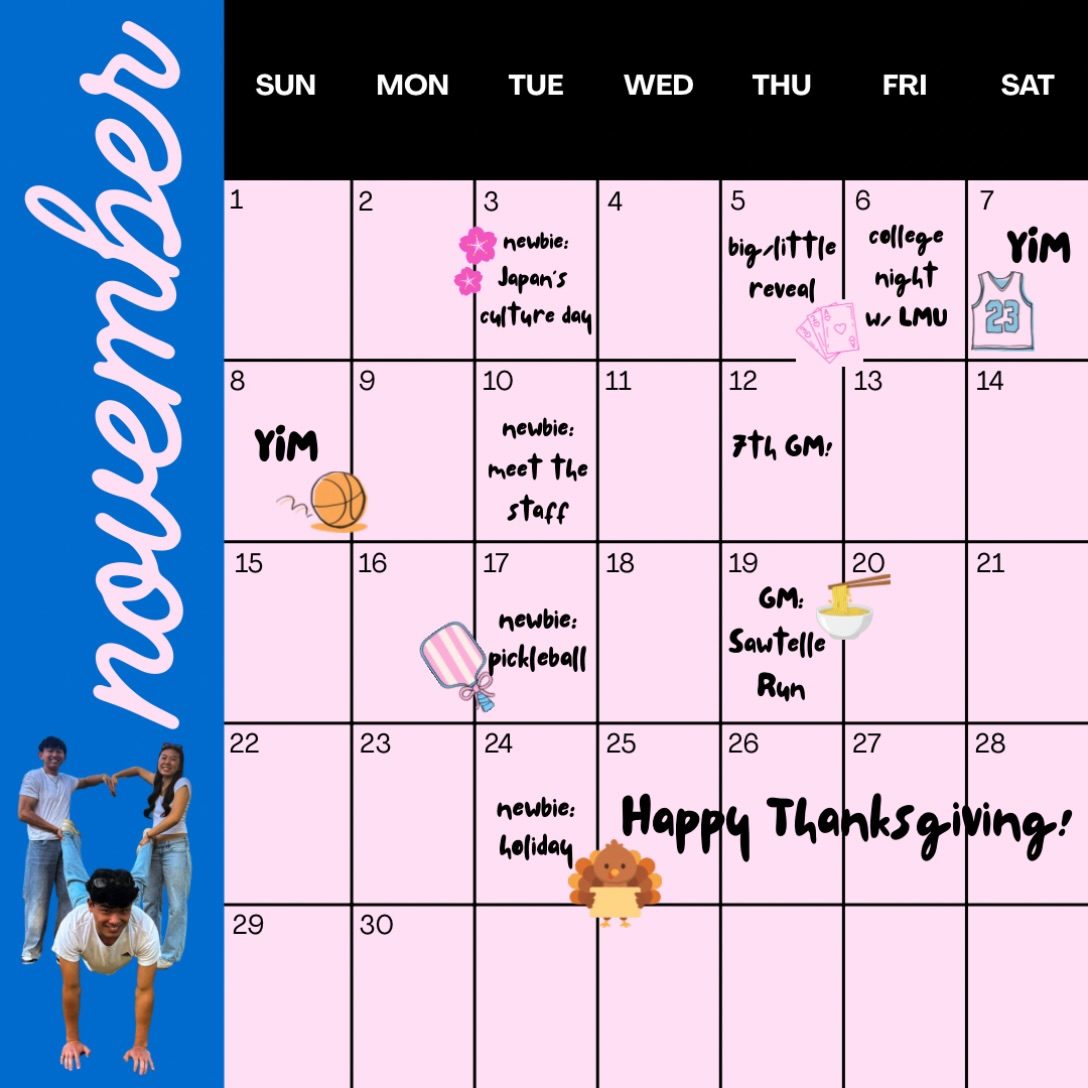 november
SUN MON TUE WED THU FRI SAT
1 2 3 4 5 6 7
newbie:
Japan's
culture day
big/little
reveal
college
night
w/ LMU
YiM
23
8 9 10 11 12 13 14
YiM
newbie:
meet the
staff
7th GM!
15 16 17 18 19 20 21
newbie:
pickleball
GM:
Sawtelle
Run
22 23 24 25 26 27 28
newbie:
holiday
Happy Thanksgiving!
29 30